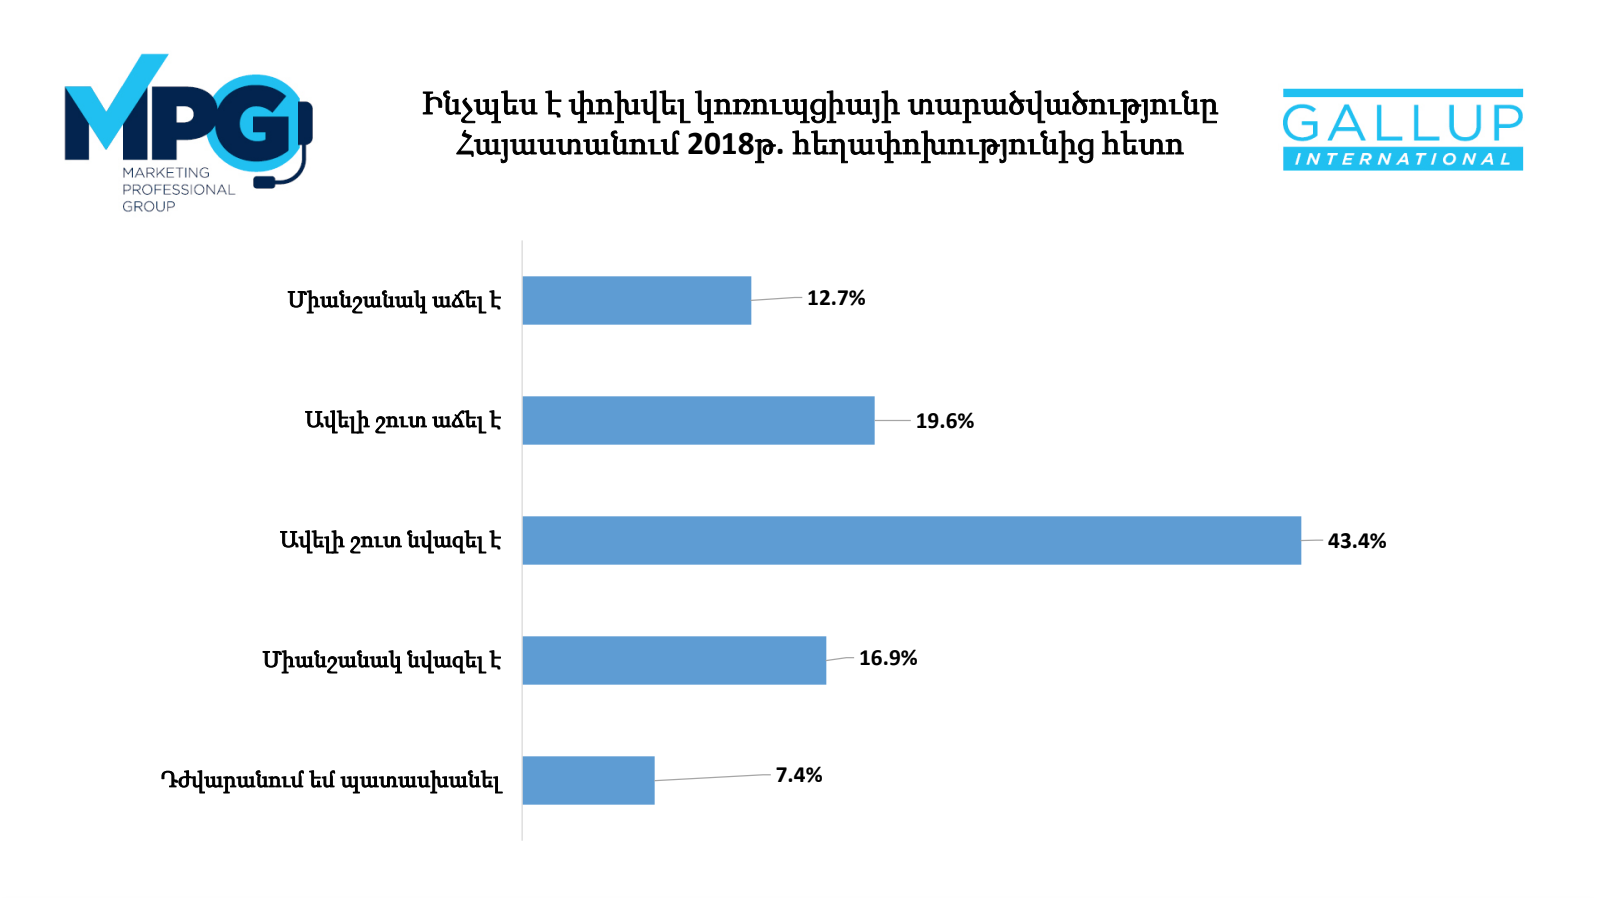 MPG
MARKETING
PROFESSIONAL
GROUP
Ինչպես է փոխվել կոռուպցիայի տարածվածությունը
Հայաստանում 2018թ. հեղափոխությունից հետո
GALLUP
INTERNATIONAL
Միանշանակ աճել է
12.7%
Ավելի շուտ աճել է
19.6%
Ավելի շուտ նվազել է
43.4%
Միանշանակ նվազել է
16.9%
Դժվարանում եմ պատասխանել
7.4%